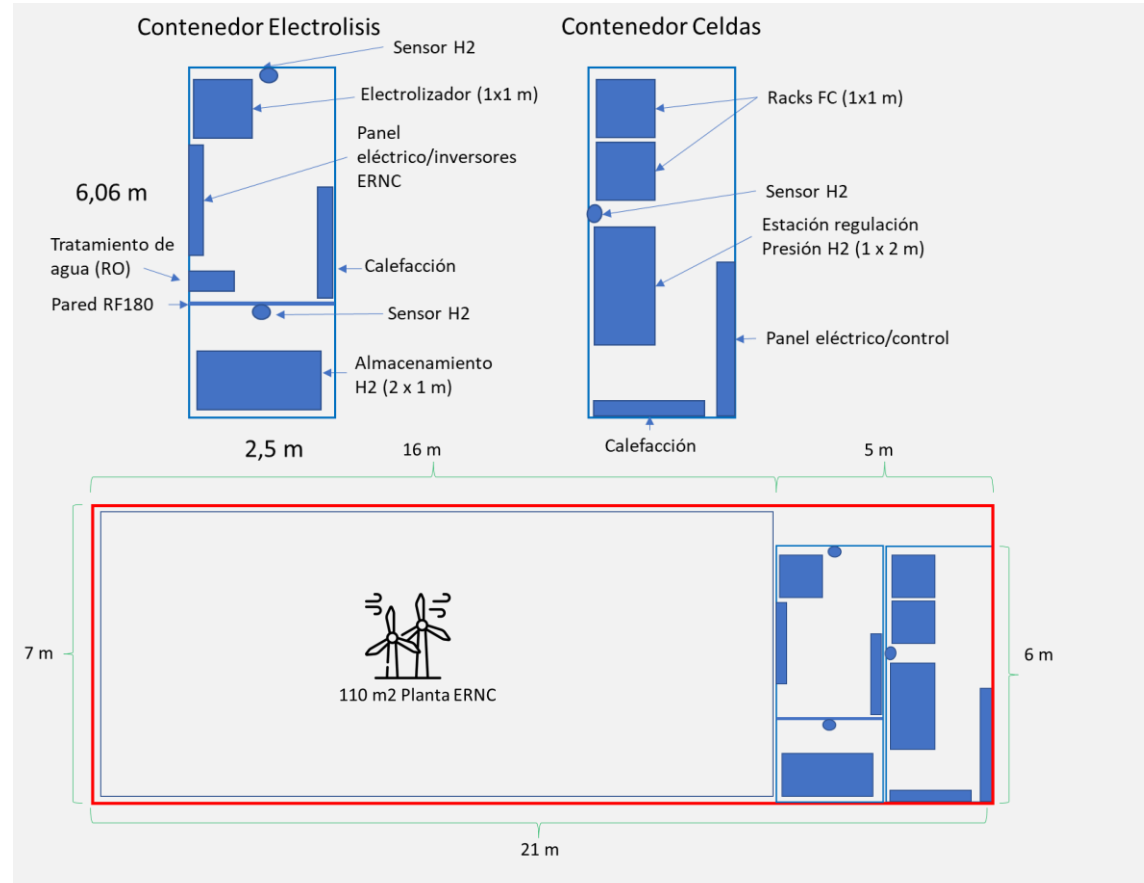 Contenedor Electrolisis
Contenedor Celdas
Sensor H2
Electrolizador (1x1 m)
Panel
eléctrico/inversores
ERNC
6,06 m
Tratamiento de
agua (RO)
Calefacción
Pared RF180
Sensor H2
Almacenamiento
H2 (2 x 1 m)
2,5 m
Racks FC (1x1 m)
Sensor H2
Estación regulación
Presión H2 (1 x 2 m)
Panel eléctrico/control
Calefacción
16 m
5 m
7 m
110 m2 Planta ERNC
6 m
21 m